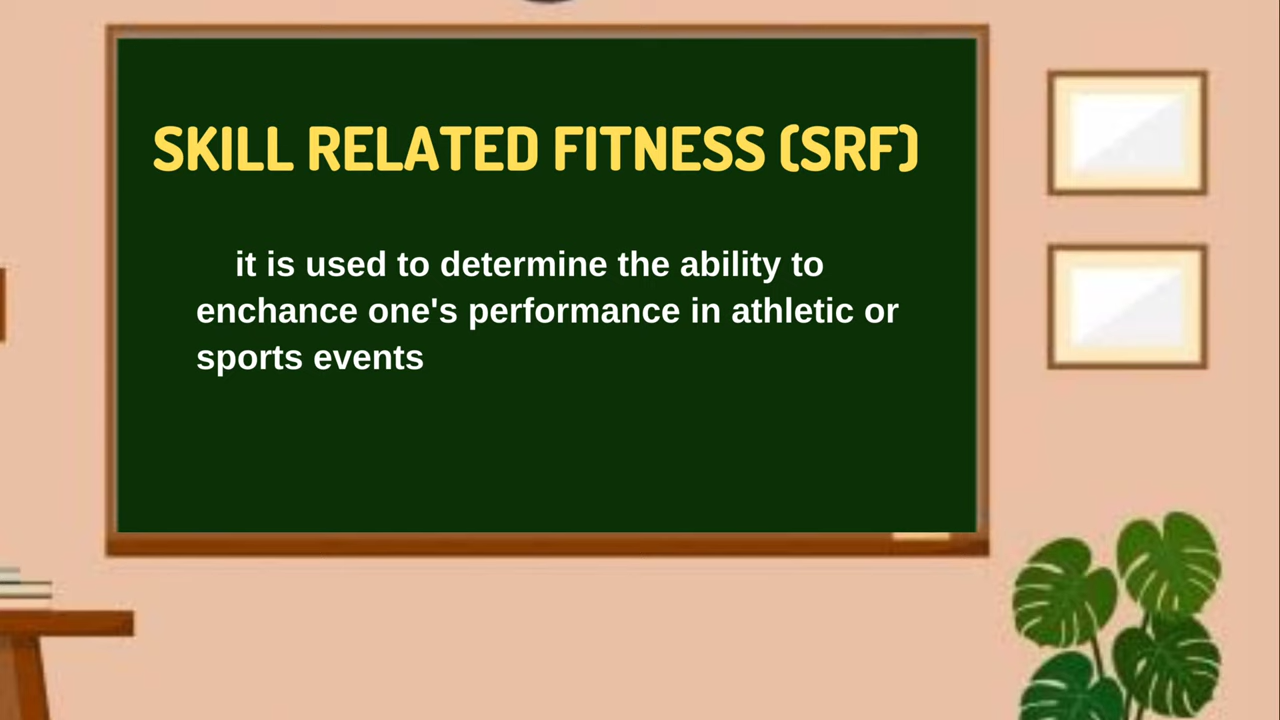 SKILL RELATED FITNESS (SRF)
it is used to determine the ability to
enchance one's performance in athletic or
sports events